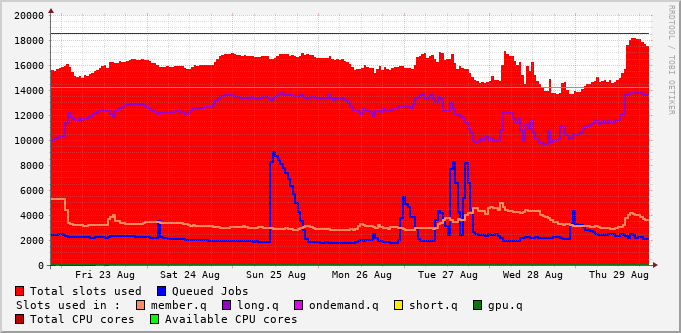 20000
18000
16000
14000
12000
10000
8000
6000
4000
2000
0
Fri 23 Aug Sat 24 Aug Sun 25 Aug Mon 26 Aug Tue 27 Aug Wed 28 Aug Thu 29 Aug
Total slots used Queued Jobs
Slots used in : member.q long.q ondemand.q short.q gpu.q
Total CPU cores Available CPU cores
RRDTOOL / TOBI OETIKER